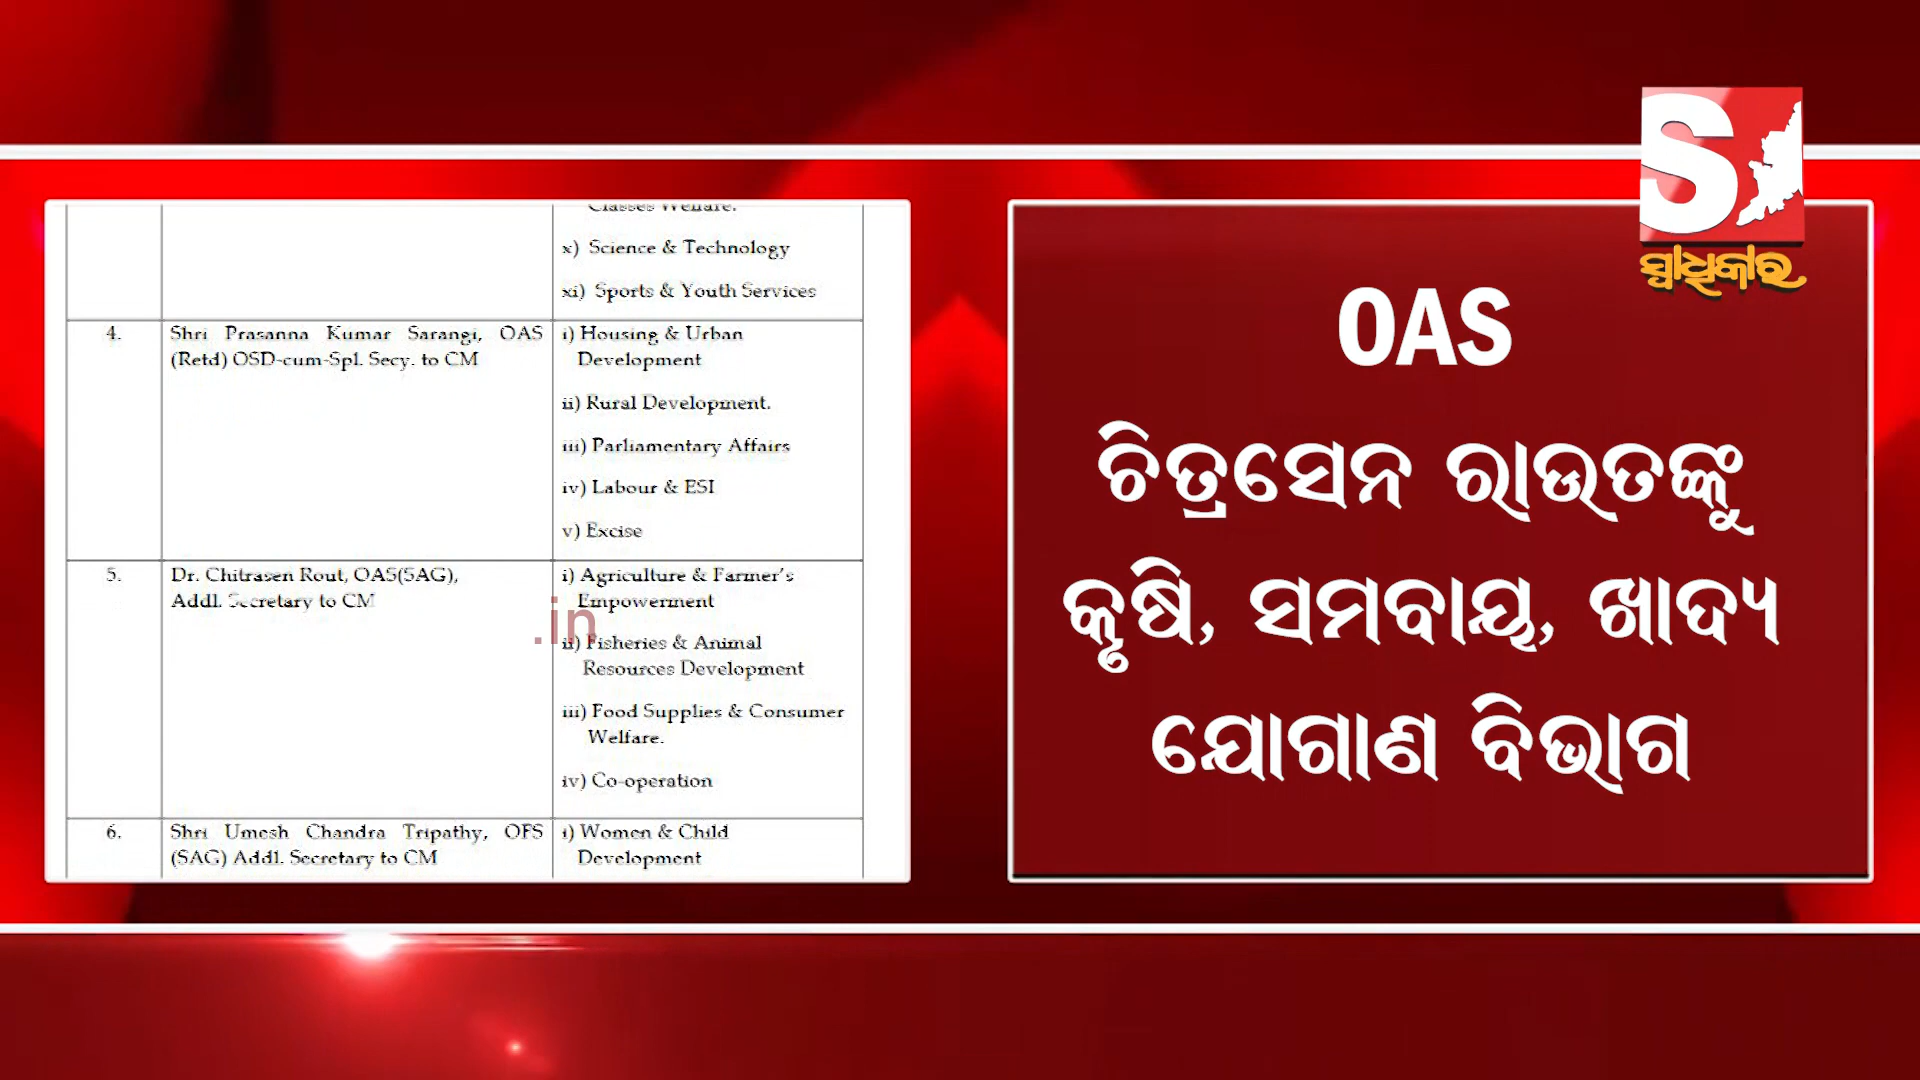 Classes Welfare.
x) Science & Technology
xi) Sports & Youth Services
4.
Shri Prasanna Kumar Sarangi, OAS
(Retd) OSD-cum-Spl. Secy. to CM
i) Housing & Urban
Development
ii) Rural Development.
iii) Parliamentary Affairs
iv) Labour & ESI
v) Excise
5.
Dr. Chitrasen Rout, OAS(SAG),
Addl. Secretary to CM
i) Agriculture & Farmer's
Empowerment
ii) Fisheries & Animal
Resources Development
iii) Food Supplies & Consumer
Welfare.
iv) Co-operation
6.
Shri Umesh Chandra Tripathy, OFS
(SAG) Addl. Secretary to CM
i) Women & Child
Development
.in
S
ସ୍ୱାଧିକାର
OAS
ଚିତ୍ରସେନ ରାଉତଙ୍କୁ
କୃଷି, ସମବାୟ, ଖାଦ୍ୟ
ଯୋଗାଣ ବିଭାଗ